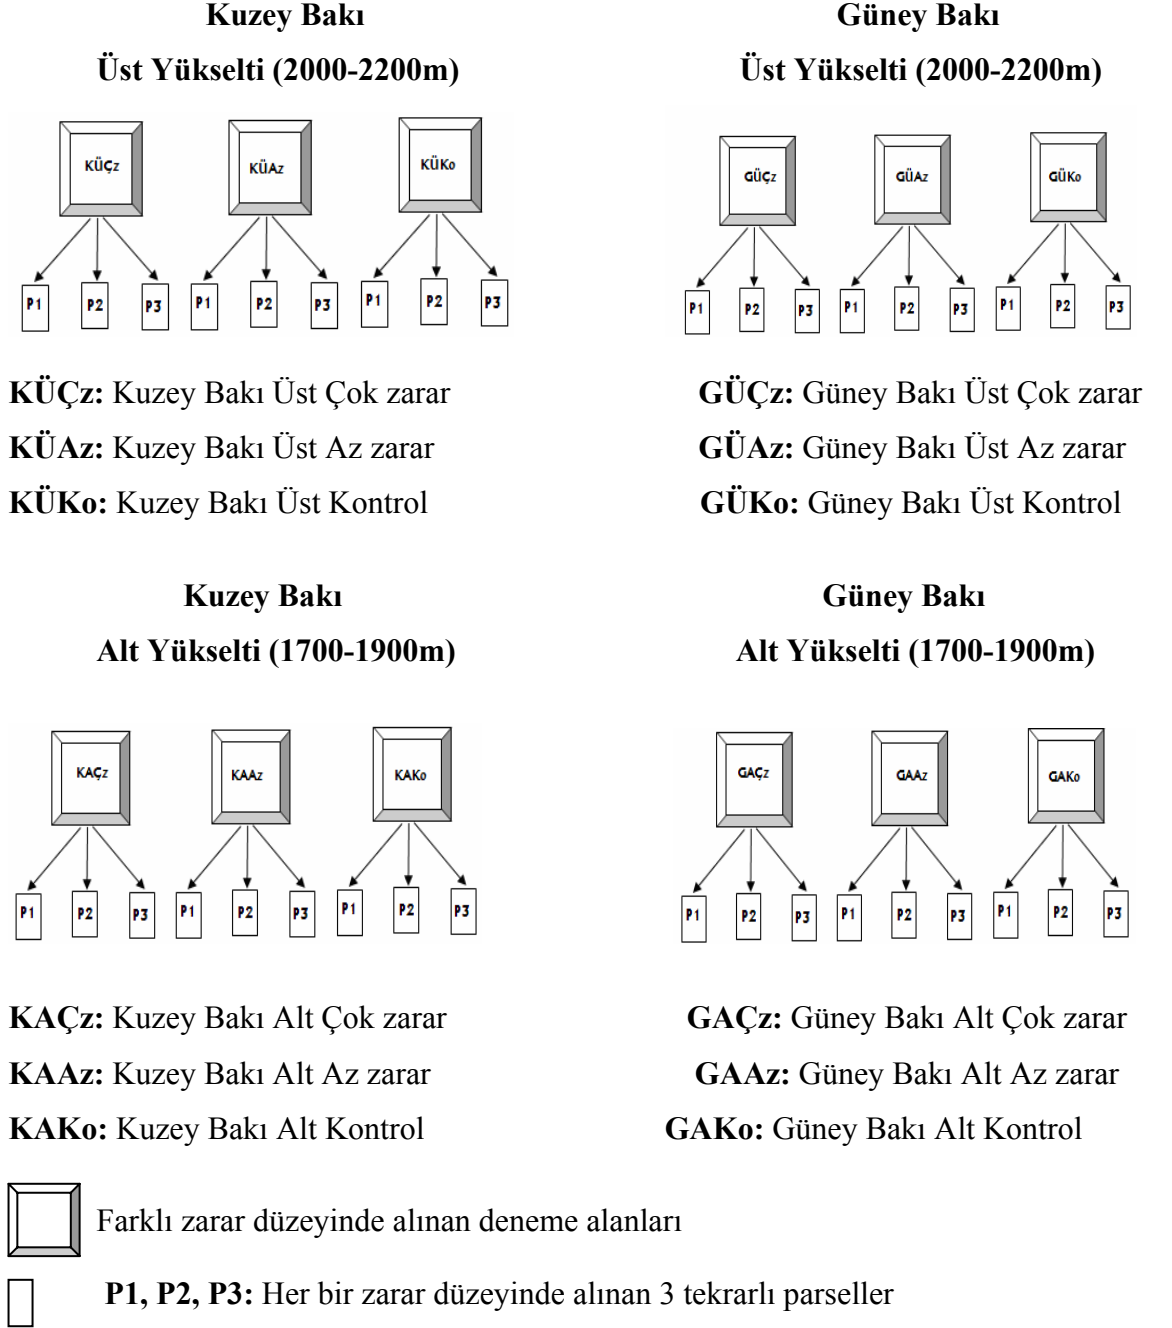 Kuzey Bakı
Üst Yükselti (2000-2200m)
KÜÇz KÜAz KÜKo
P1 P2 P3 P1 P2 P3 P1 P2 P3
KÜÇz: Kuzey Bakı Üst Çok zarar
KÜAz: Kuzey Bakı Üst Az zarar
KÜKo: Kuzey Bakı Üst Kontrol
Güney Bakı
Üst Yükselti (2000-2200m)
GÜÇz GÜAz GÜKo
P1 P2 P3 P1 P2 P3 P1 P2 P3
GÜÇz: Güney Bakı Üst Çok zarar
GÜAz: Güney Bakı Üst Az zarar
GÜKo: Güney Bakı Üst Kontrol
Kuzey Bakı
Alt Yükselti (1700-1900m)
KAÇz KAAz KAKo
P1 P2 P3 P1 P2 P3 P1 P2 P3
KAÇz: Kuzey Bakı Alt Çok zarar
KAAz: Kuzey Bakı Alt Az zarar
KAKo: Kuzey Bakı Alt Kontrol
Güney Bakı
Alt Yükselti (1700-1900m)
GAÇz GAAz GAKo
P1 P2 P3 P1 P2 P3 P1 P2 P3
GAÇz: Güney Bakı Alt Çok zarar
GAAz: Güney Bakı Alt Az zarar
GAKo: Güney Bakı Alt Kontrol
Farklı zarar düzeyinde alınan deneme alanları
P1, P2, P3: Her bir zarar düzeyinde alınan 3 tekrarlı parseller